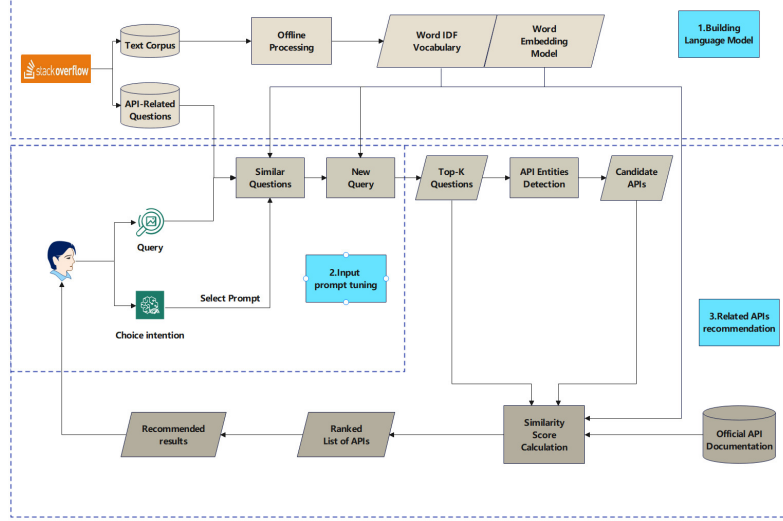 stackoverflow
Text Corpus
API-Related
Questions
Offline
Processing
Word IDF
Vocabulary
Word
Embedding
Model
1.Building
Language Model
Similar
Questions
New
Query
Top-K
Questions
API Entities
Detection
Candidate
APIs
Query
Choice intention
Select Prompt
2.Input
prompt tuning
3.Related APIs
recommendation
Recommended
results
Ranked
List of APIs
Similarity
Score
Calculation
Official API
Documentation